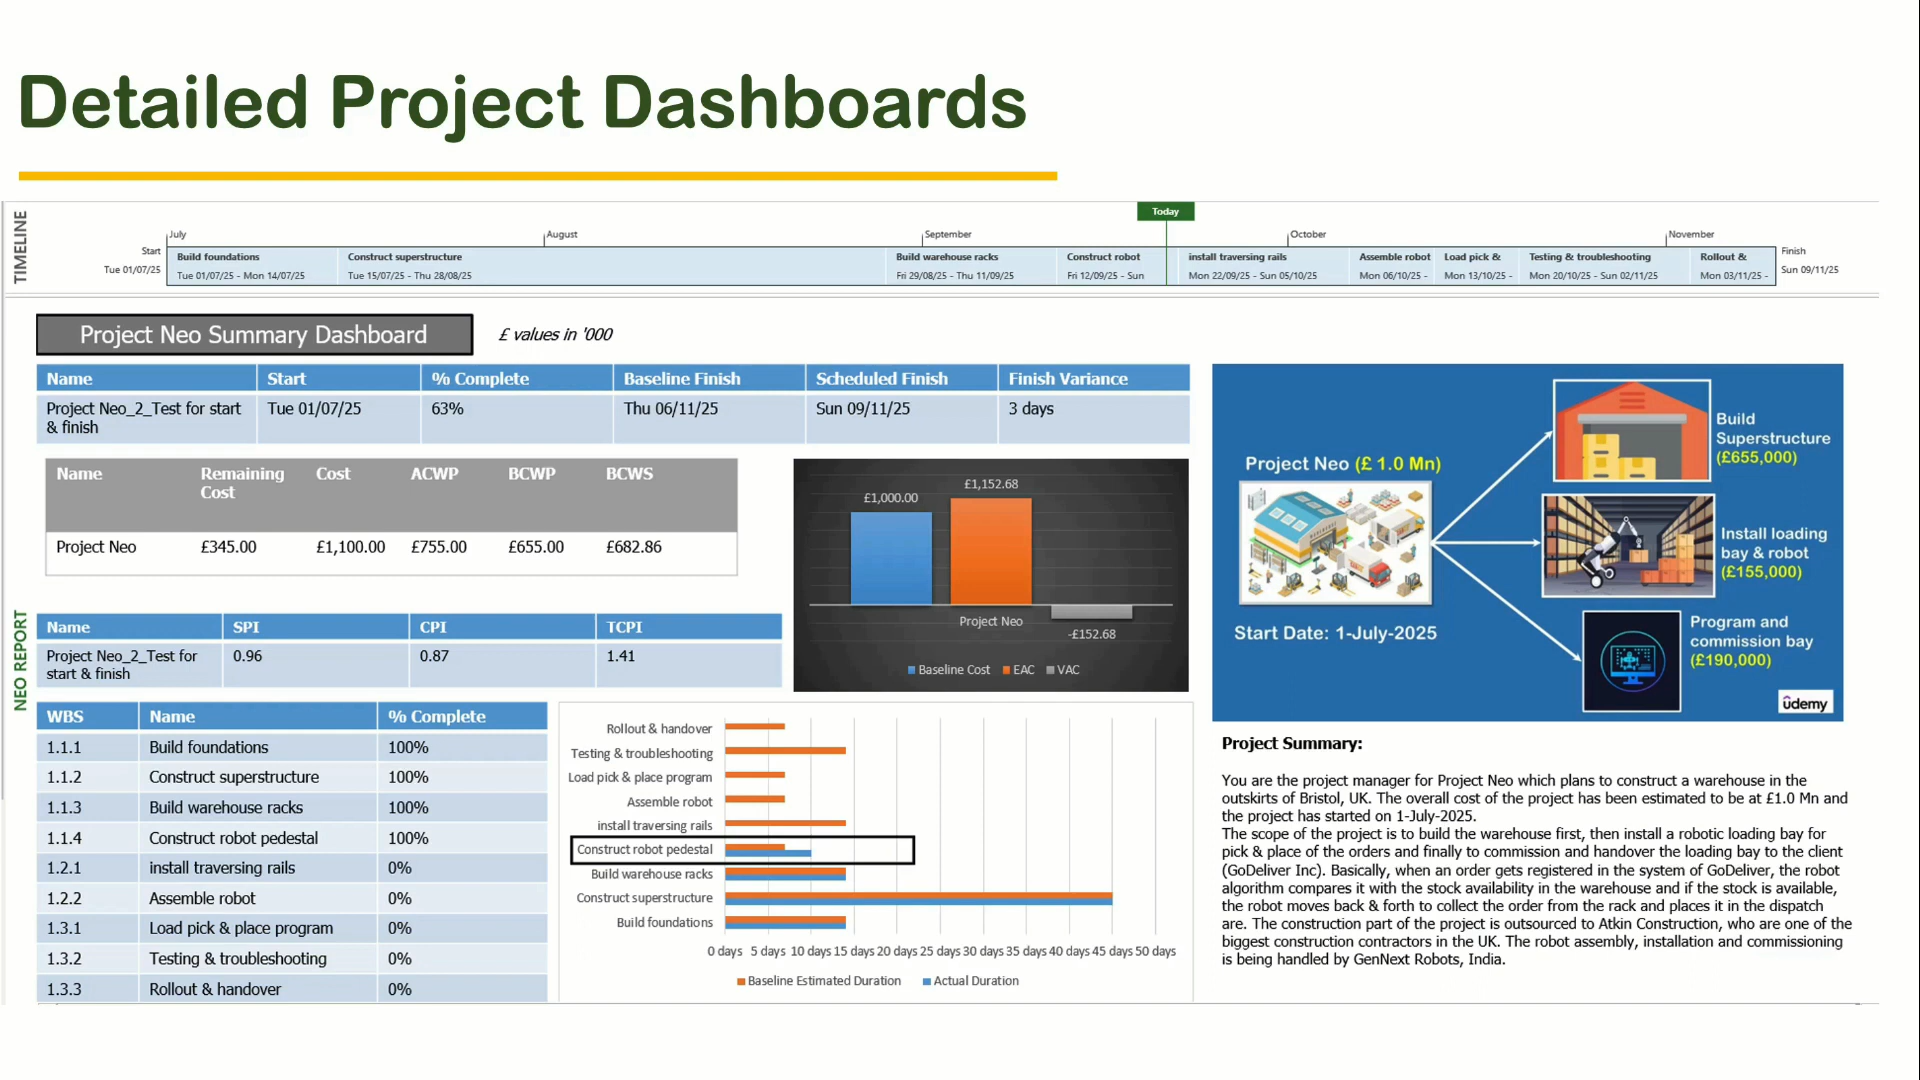 Detailed Project Dashboards
TIMELINE
Today
July
August
September
October
November
Start
Tue 01/07/25
Build foundations
Tue 01/07/25 - Mon 14/07/25
Construct superstructure
Tue 15/07/25 - Thu 28/08/25
Build warehouse racks
Fri 29/08/25 - Thu 11/09/25
Construct robot
Fri 12/09/25 - Sun
install traversing rails
Mon 22/09/25 - Sun 05/10/25
Assemble robot
Mon 06/10/25 -
Load pick &
Mon 13/10/25 -
Testing & troubleshooting
Mon 20/10/25 - Sun 02/11/25
Rollout &
Mon 03/11/25 -
Finish
Sun 09/11/25
NEO REPORT
Project Neo Summary Dashboard
£ values in '000
Name Start % Complete Baseline Finish Scheduled Finish Finish Variance
Project Neo_2_Test for start Tue 01/07/25 63% Thu 06/11/25 Sun 09/11/25 3 days
& finish
Name Remaining Cost ACWP BCWP BCWS
Cost
Project Neo £345.00 £1,100.00 £755.00 £655.00 £682.86
£1,000.00
£1,152.68
Project Neo
-£152.68
Baseline Cost EAC VAC
Name SPI CPI TCPI
Project Neo_2_Test for 0.96 0.87 1.41
start & finish
WBS Name % Complete
1.1.1 Build foundations 100%
1.1.2 Construct superstructure 100%
1.1.3 Build warehouse racks 100%
1.1.4 Construct robot pedestal 100%
1.2.1 install traversing rails 0%
1.2.2 Assemble robot 0%
1.3.1 Load pick & place program 0%
1.3.2 Testing & troubleshooting 0%
1.3.3 Rollout & handover 0%
Rollout & handover
Testing & troubleshooting
Load pick & place program
Assemble robot
install traversing rails
Construct robot pedestal
Build warehouse racks
Construct superstructure
Build foundations
0 days 5 days 10 days 15 days 20 days 25 days 30 days 35 days 40 days 45 days 50 days
Baseline Estimated Duration Actual Duration
Project Neo (£ 1.0 Mn)
Start Date: 1-July-2025
Build
Superstructure
(£655,000)
Install loading
bay & robot
(£155,000)
Program and
commission bay
(£190,000)
ûdemy
Project Summary:
You are the project manager for Project Neo which plans to construct a warehouse in the
outskirts of Bristol, UK. The overall cost of the project has been estimated to be at £1.0 Mn and
the project has started on 1-July-2025.
The scope of the project is to build the warehouse first, then install a robotic loading bay for
pick & place of the orders and finally to commission and handover the loading bay to the client
(GoDeliver Inc). Basically, when an order gets registered in the system of GoDeliver, the robot
algorithm compares it with the stock availability in the warehouse and if the stock is available,
the robot moves back & forth to collect the order from the rack and places it in the dispatch
are. The construction part of the project is outsourced to Atkin Construction, who are one of the
biggest construction contractors in the UK. The robot assembly, installation and commissioning
is being handled by GenNext Robots, India.